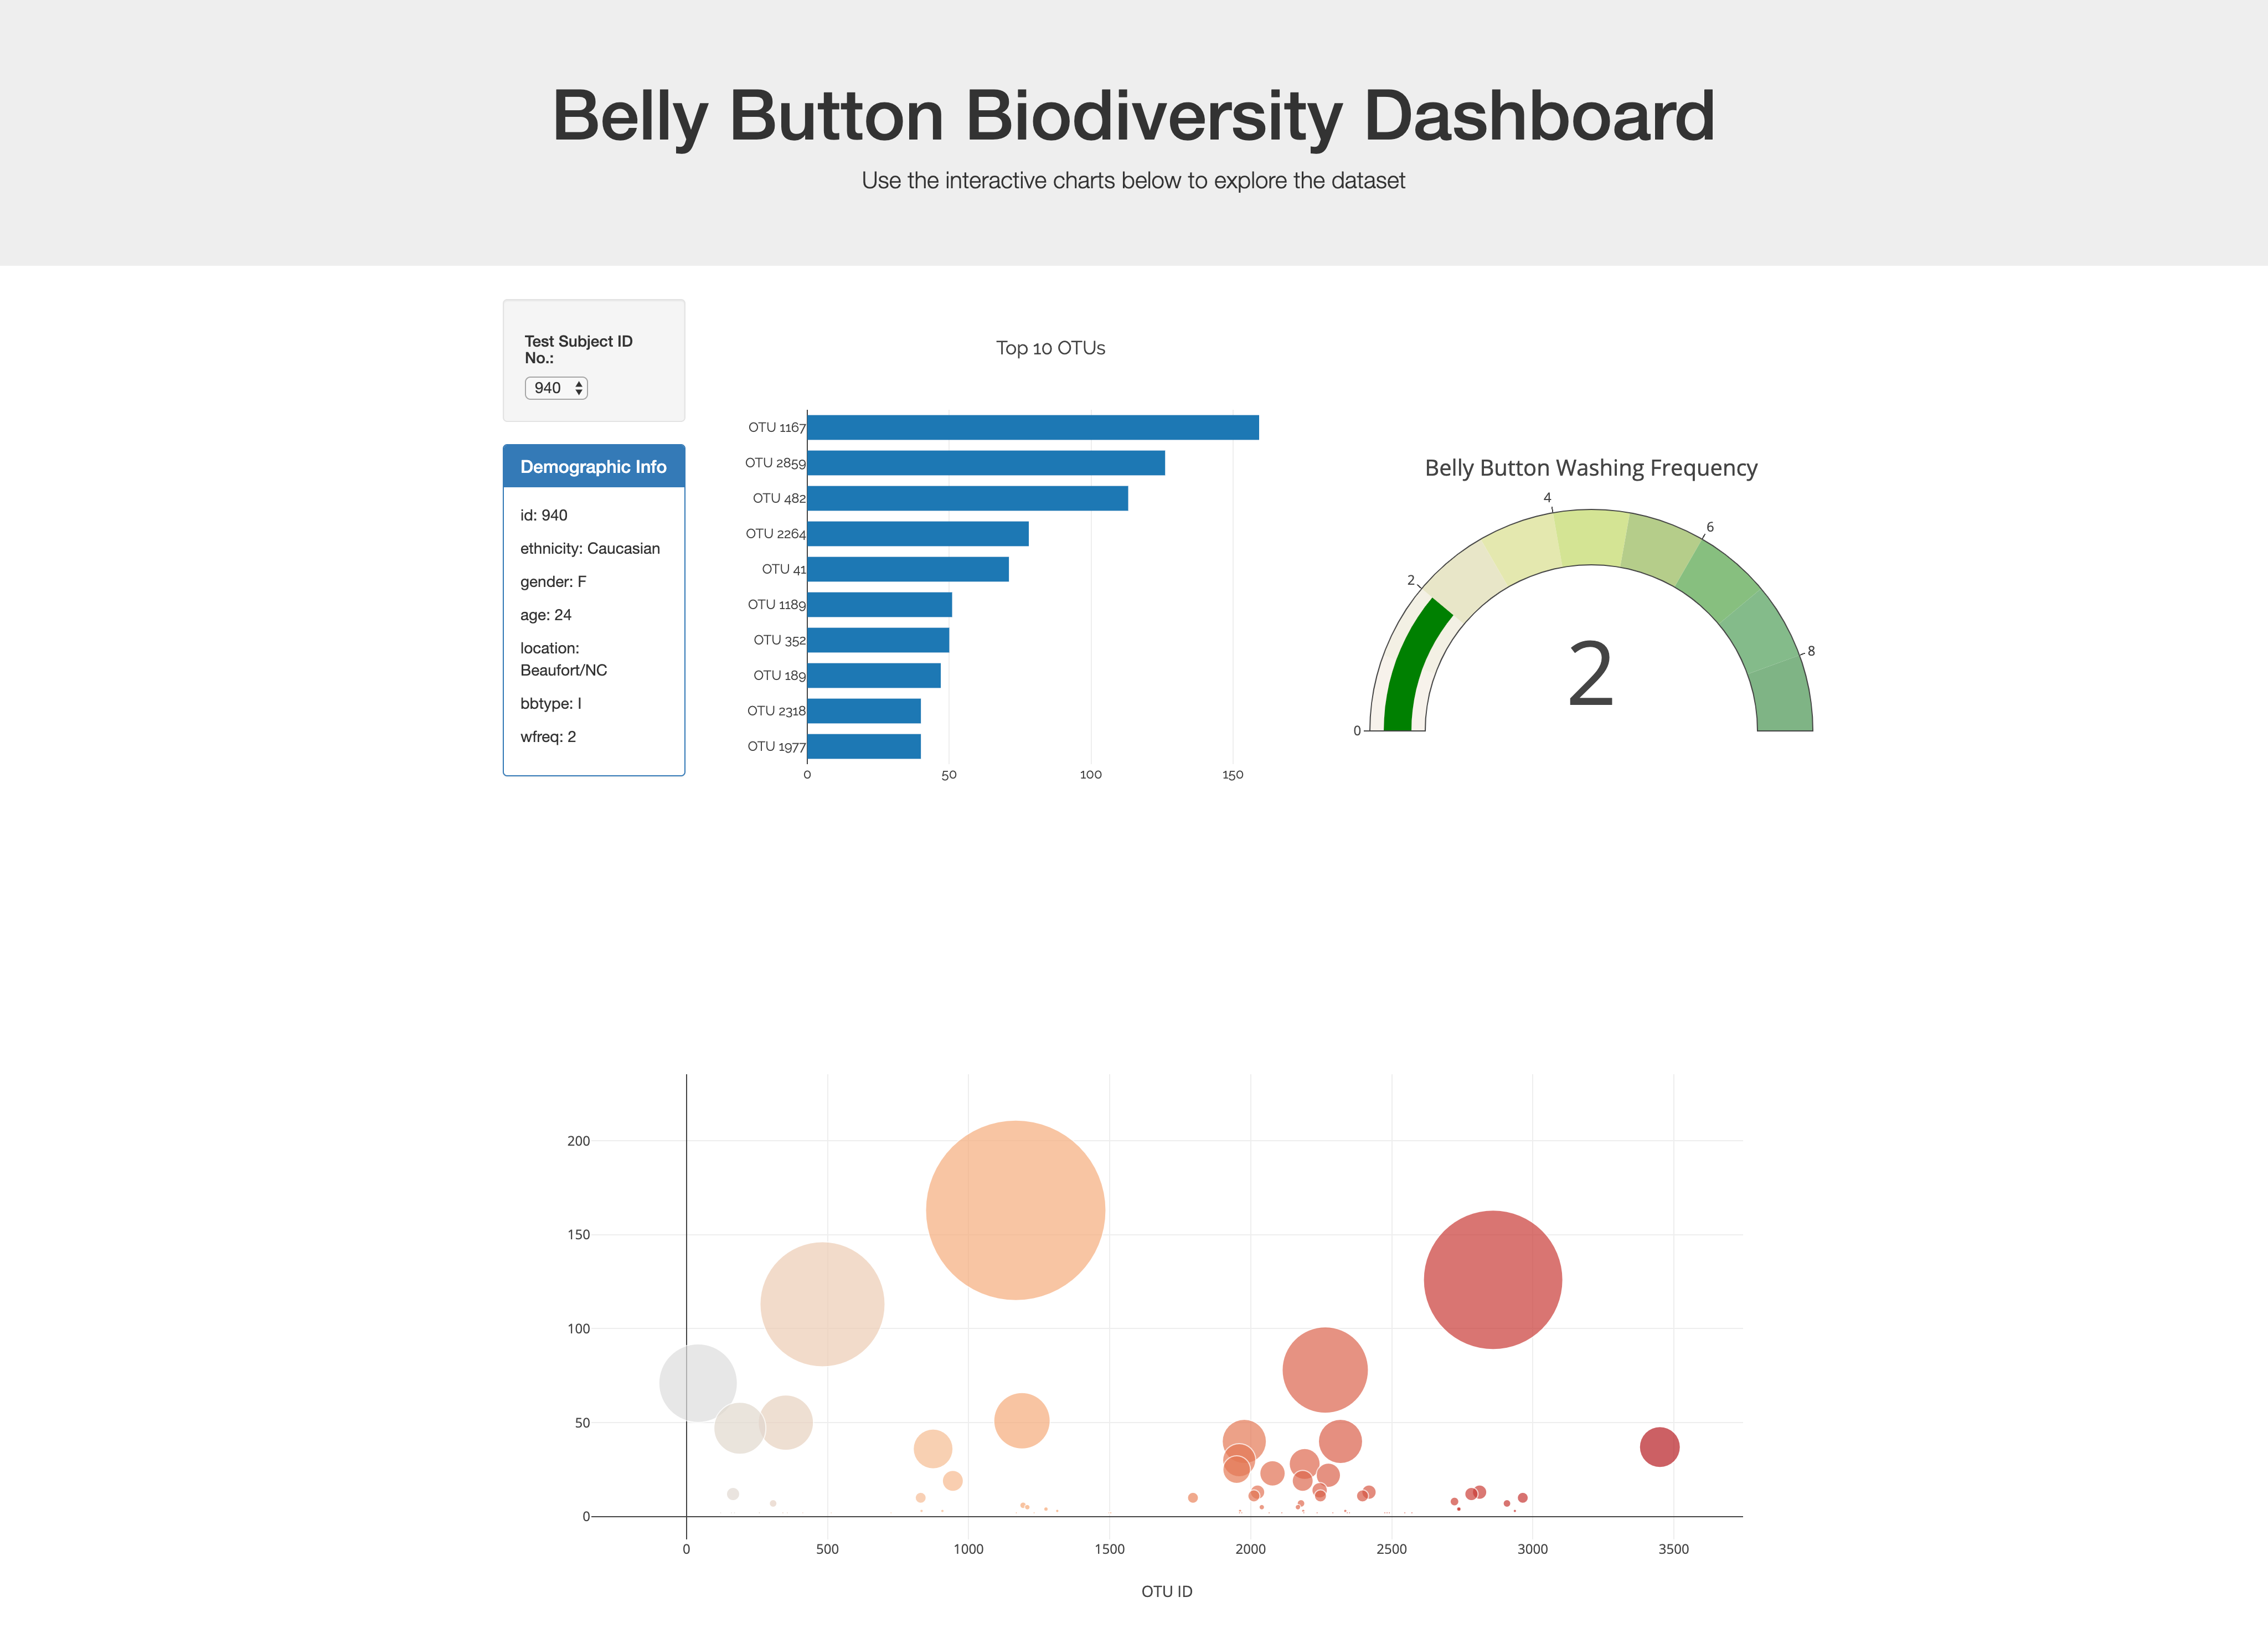 Belly Button Biodiversity Dashboard
Use the interactive charts below to explore the dataset
Test Subject ID
No.:
940
Demographic Info
id: 940
ethnicity: Caucasian
gender: F
age: 24
location:
Beaufort/NC
bbtype: I
wfreq: 2
Top 10 OTUs
OTU 1167
OTU 2859
OTU 482
OTU 2264
OTU 41
OTU 1189
OTU 352
OTU 189
OTU 2318
OTU 1977
0 50 100 150
Belly Button Washing Frequency
0
2
4
6
8
2
200
150
100
50
0
0 500 1000 1500 2000 2500 3000 3500
OTU ID